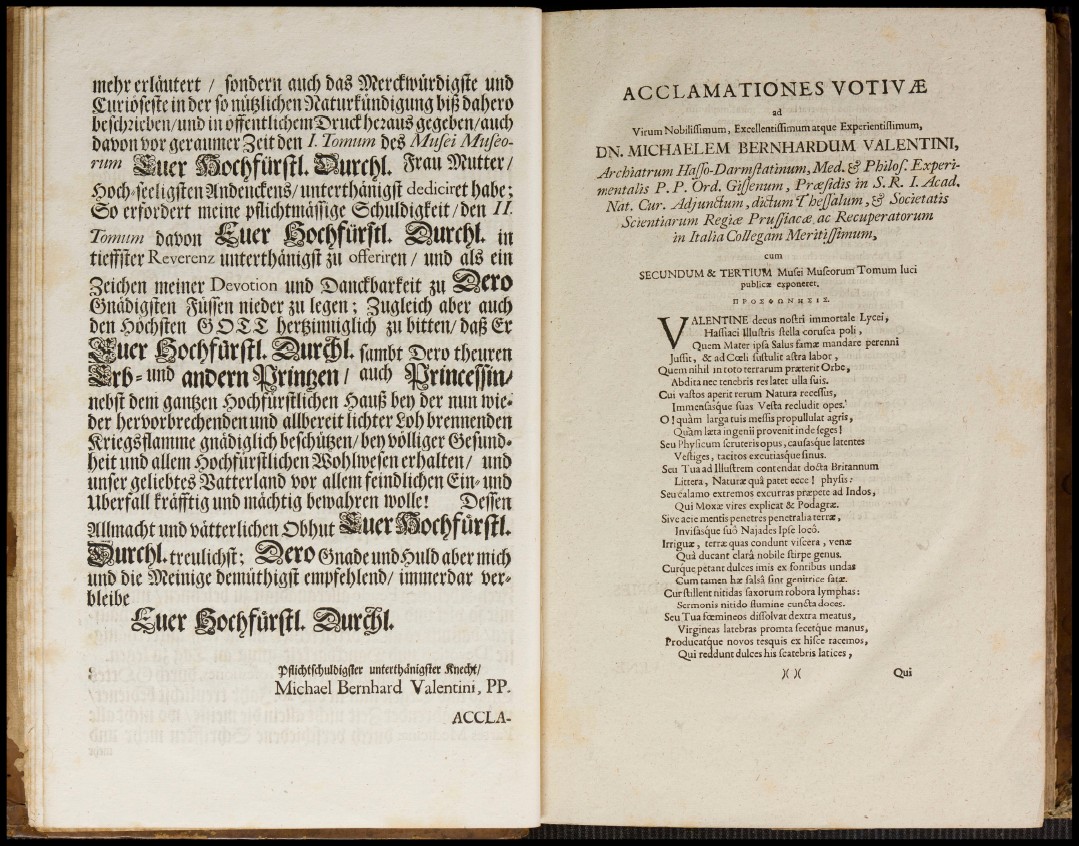 mehr erläutert / sondern auch das Merckwürdigste und
Curiöseste in der so nützlichen Naturkündigung biß dahero
beschrieben/und in öffentlichem Druck heraus gegeben/auch
davon vor geraumer Zeit den I. Tomum des Musei Museo-
rum Euer Hochfürstl. Durchl. Frau Mutter /
Hoch-seeligsten Andenckens/ unterthänigst dediciret habe;
So erfordert meine pflichtmässige Schuldigkeit / den II.
Tomum davon Euer Hochfürstl. Durchl. in
tieffster Reverenz unterthänigst zu offeriren / und als ein
Zeichen meiner Devotion und Danckbarkeit zu Dero
Gnädigsten Füssen nieder zu legen; Zugleich aber auch
den Höchsten GOTT hertzinniglich zu bitten/ daß Er
Euer Hochfürstl. Durchl. sambt Dero theuren
Erb- und andern Printzen / auch Princessin/
nebst dem gantzen Hochfürstlichen Hauß bey der nun wie-
der hervorbrechenden und allbereit lichter Loh brennenden
Kriegsflamme gnädiglich beschützen/ bey völliger Gesund-
heit und allem Hochfürstlichen Wohlwesen erhalten / und
unser geliebtes Vatterland vor allem feindlichen Ein- und
Uberfall kräfftig und mächtig bewahren wolle! Dessen
Allmacht und vätterlichen Obhut Euer Hochfürstl.
Durchl. treulichst; Dero Gnade und Huld aber mich
und die Meinige demüthigst empfehlend/ immerdar ver-
bleibe
Euer Hochfürstl. Durchl.
Pflichtschuldigster unterthänigster Knecht/
Michael Bernhard Valentini, PP.
ACCLA-
ACCLAMATIONES VOTIVÆ
ad
Virum Nobilissimum, Excellentissimum atque Experientissimum,
DN. MICHAELEM BERNHARDUM VALENTINI,
Archiatrum Hasso-Darmstatinum, Med. & Philos. Experi-
mentalis P. P. Ord. Gissenum, Præsidis in S. R. I. Acad.
Nat. Cur. Adjunctum, dictum Thessalum, & Societatis
Scientiarum Regiæ Prussiacæ, ac Recuperatorum
in Italia Collegam Meritissimum,
cum
SECUNDUM & TERTIUM Musei Museorum Tomum luci
publicæ exponeret.
ΠΡΟΣΦΩΝΗΣΙΣ.
VALENTINE decus nostri immortale Lycei,
Hassiaci Illustris stella corusca poli,
Quem Mater ipsa Salus famæ mandare perenni
Jussit, & ad Cœli sustulit astra labor,
Quem nihil in toto terrarum præterit Orbe,
Abdita nec tenebris res latet ulla suis.
Cui vastos aperit rerum Natura recessus,
Immensasque suas Vesta recludit opes.
O! quàm larga tuis messis propullulat agris,
Quàm læta ingenii provenit inde seges!
Seu Physicum scruteris opus, causasque latentes
Vestiges, tacitos excutiasque sinus.
Seu Tua ad Illustrem contendat docta Britannum
Littera, Naturæ quâ patet ecce! physis:
Seu calamo extremos excurras præpete ad Indos,
Qui Moxæ vires explicat & Podagræ.
Sive acie mentis penetres penetralia terræ,
Invisasque suô Najades Ipse locô.
Irriguæ, terræ quas condunt viscera, venæ
Quâ ducant clarâ nobile stirpe genus.
Curque petant dulces imis ex fontibus undas
Cum tamen hæ salsâ sint genitrice satæ.
Cur stillent nitidas saxorum robora lymphas:
Sermonis nitido flumine cuncta doces.
Seu Tua fœmineos dissolvat dextra meatus,
Virgineas latebras promta secetque manus,
Producatque novos tesquis ex hisce racemos,
Qui reddunt dulces his scatebris latices,
)( )(
Qui